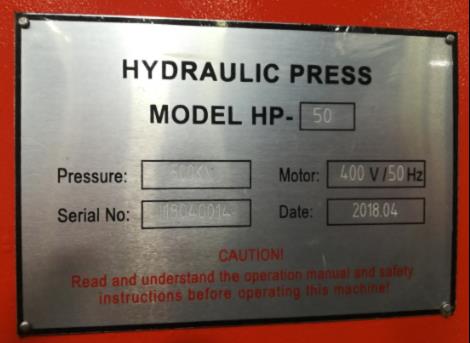 HYDRAULIC PRESS
MODEL HP- 50
Pressure: Motor: 400 V / 50 Hz
Serial No: Date: 2018.04
CAUTION!
Read and understand the operation manual and safety
instructions before operating this machine!